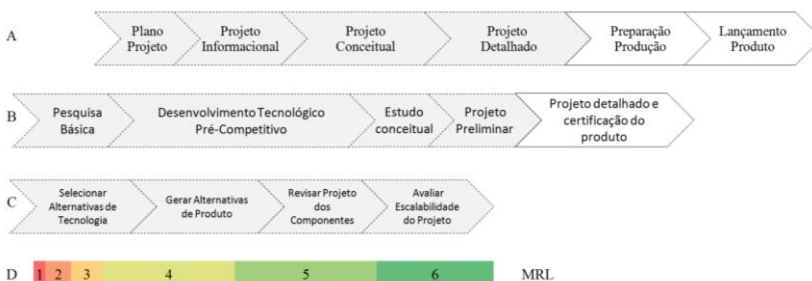 A
Plano
Projeto
Projeto
Informacional
Projeto
Conceitual
Projeto
Detalhado
Preparação
Produção
Lançamento
Produto
B
Pesquisa
Básica
Desenvolvimento Tecnológico
Pré-Competitivo
Estudo
conceitual
Projeto
Preliminar
Projeto detalhado e
certificação do
produto
C
Selecionar
Alternativas de
Tecnologia
Gerar Alternativas
de Produto
Revisar Projeto
dos
Componentes
Avaliar
Escalabilidade
do Projeto
D 1 2 3 4 5 6 MRL